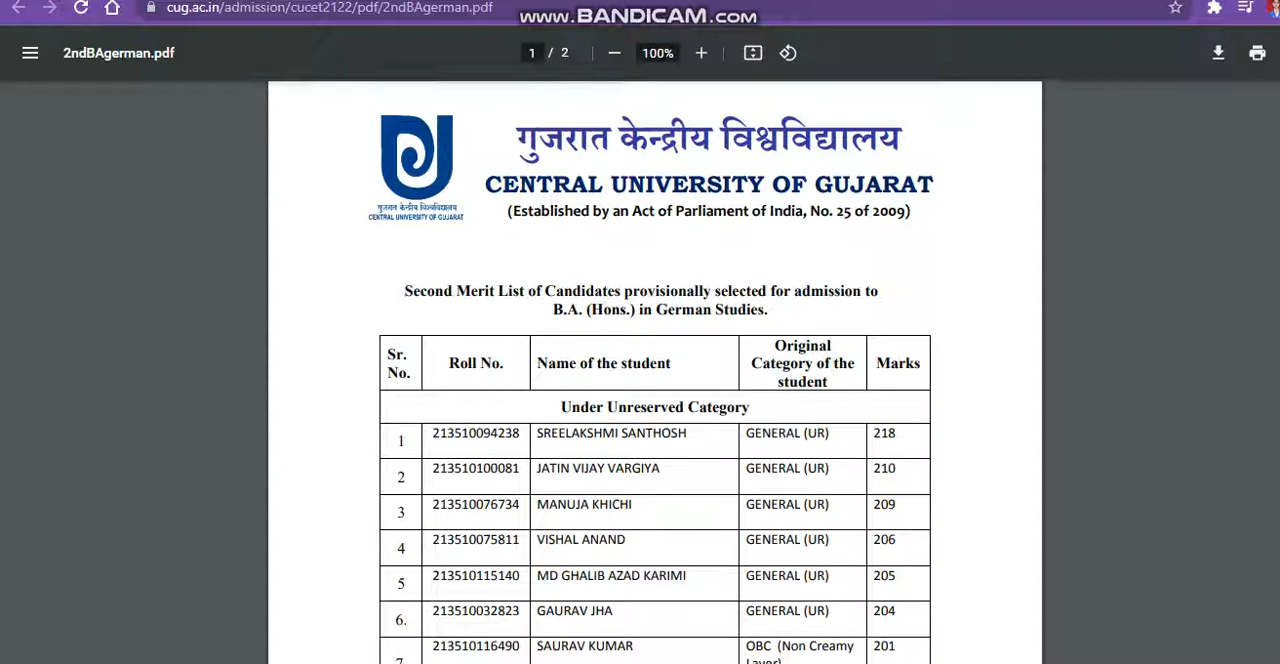 cug.ac.in/admission/cucet2122/pdf/2ndBAgerman.pdf
www.BANDICAM.com
2ndBAgerman.pdf
1 / 2
100%
गुजरात केन्द्रीय विश्वविद्यालय
CENTRAL UNIVERSITY OF GUJARAT
(Established by an Act of Parliament of India, No. 25 of 2009)
गुजरात केन्द्रीय विश्वविद्यालय
CENTRAL UNIVERSITY OF GUJARAT
Second Merit List of Candidates provisionally selected for admission to
B.A. (Hons.) in German Studies.
Sr. No. Roll No. Name of the student Original Category of the student Marks
Under Unreserved Category
1 213510094238 SREELAKSHMI SANTHOSH GENERAL (UR) 218
2 213510100081 JATIN VIJAY VARGIYA GENERAL (UR) 210
3 213510076734 MANUJA KHICHI GENERAL (UR) 209
4 213510075811 VISHAL ANAND GENERAL (UR) 206
5 213510115140 MD GHALIB AZAD KARIMI GENERAL (UR) 205
6. 213510032823 GAURAV JHA GENERAL (UR) 204
7 213510116490 SAURAV KUMAR OBC (Non Creamy Layer) 201